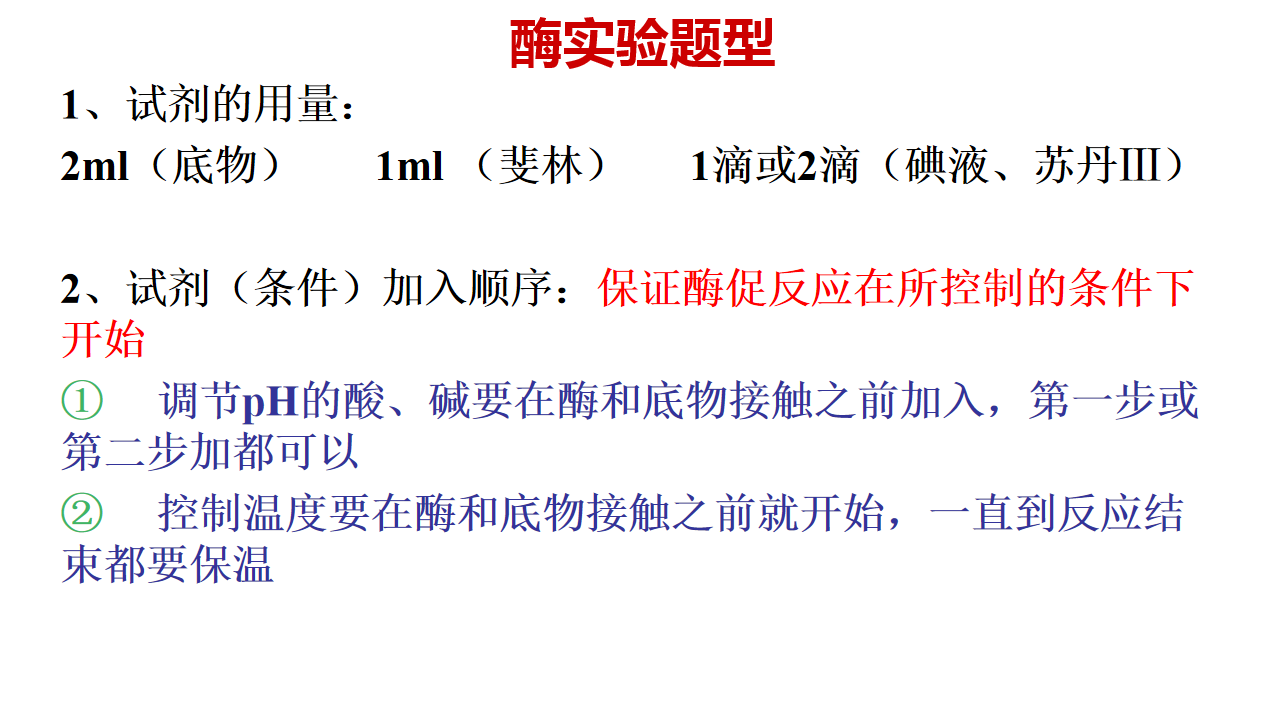 酶实验题型
1、试剂的用量：
2ml（底物） 1ml （斐林） 1滴或2滴（碘液、苏丹Ⅲ）
2、试剂（条件）加入顺序：保证酶促反应在所控制的条件下
开始
① 调节pH的酸、碱要在酶和底物接触之前加入，第一步或
第二步加都可以
② 控制温度要在酶和底物接触之前就开始，一直到反应结
束都要保温